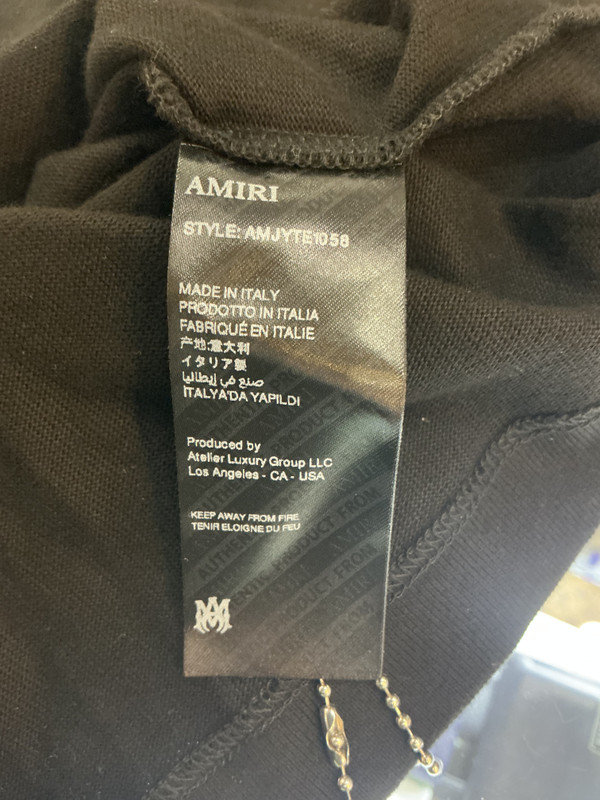 AMIRI
STYLE: AMJYTE1058
MADE IN ITALY
PRODOTTO IN ITALIA
FABRIQUÉ EN ITALIE
产地:意大利
イタリア製
صنع في إيطاليا
İTALYA'DA YAPILDI
Produced by
Atelier Luxury Group LLC
Los Angeles - CA - USA
KEEP AWAY FROM FIRE
TENIR ELOIGNE DU FEU